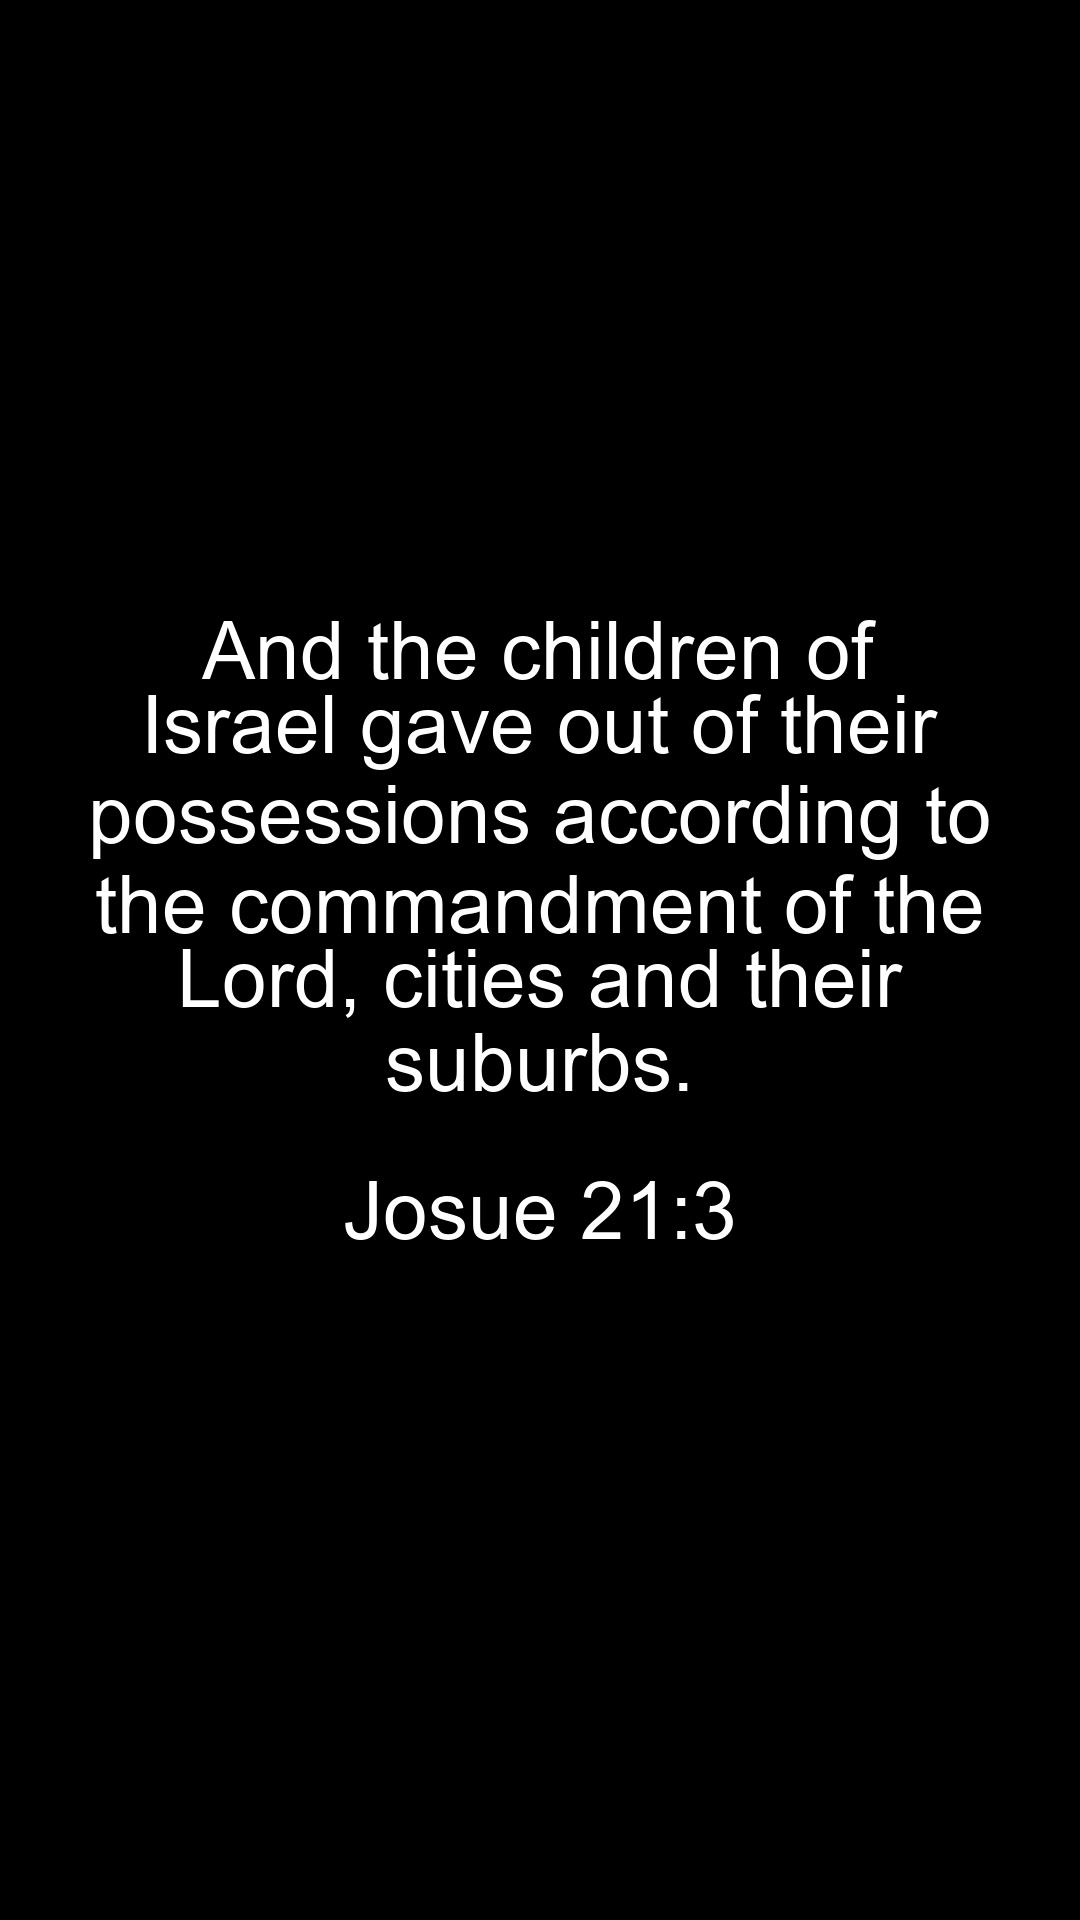 And the children of
Israel gave out of their
possessions according to
the commandment of the
Lord, cities and their
suburbs.
Josue 21:3